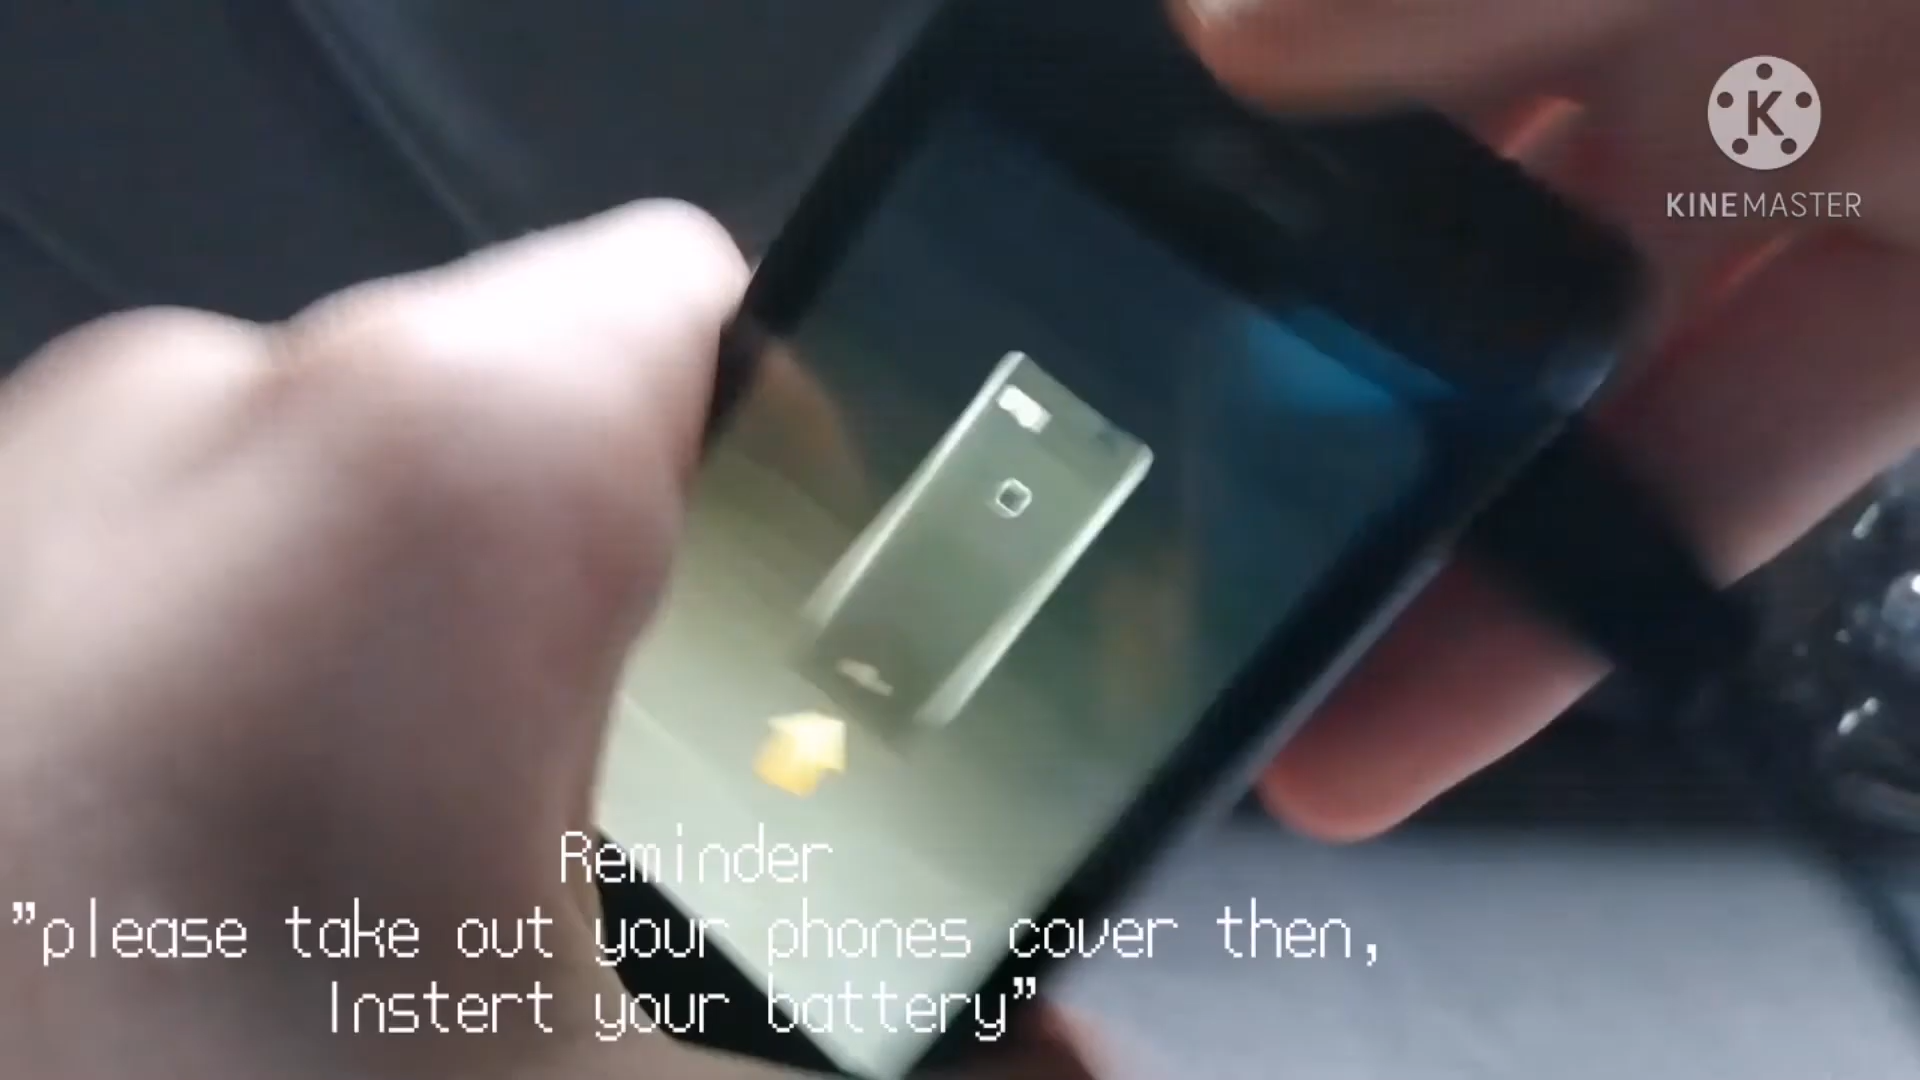 K
KINEMASTER
Reminder
"please take out your phones cover then,
Instert your battery"